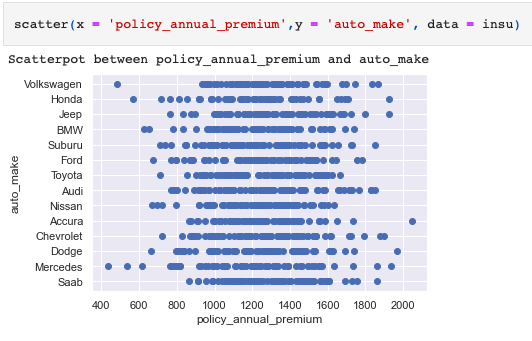 scatter(x = 'policy_annual_premium',y = 'auto_make', data = insu)
Scatterpot between policy_annual_premium and auto_make
auto_make
Volkswagen
Honda
Jeep
BMW
Suburu
Ford
Toyota
Audi
Nissan
Accura
Chevrolet
Dodge
Mercedes
Saab
400 600 800 1000 1200 1400 1600 1800 2000
policy_annual_premium